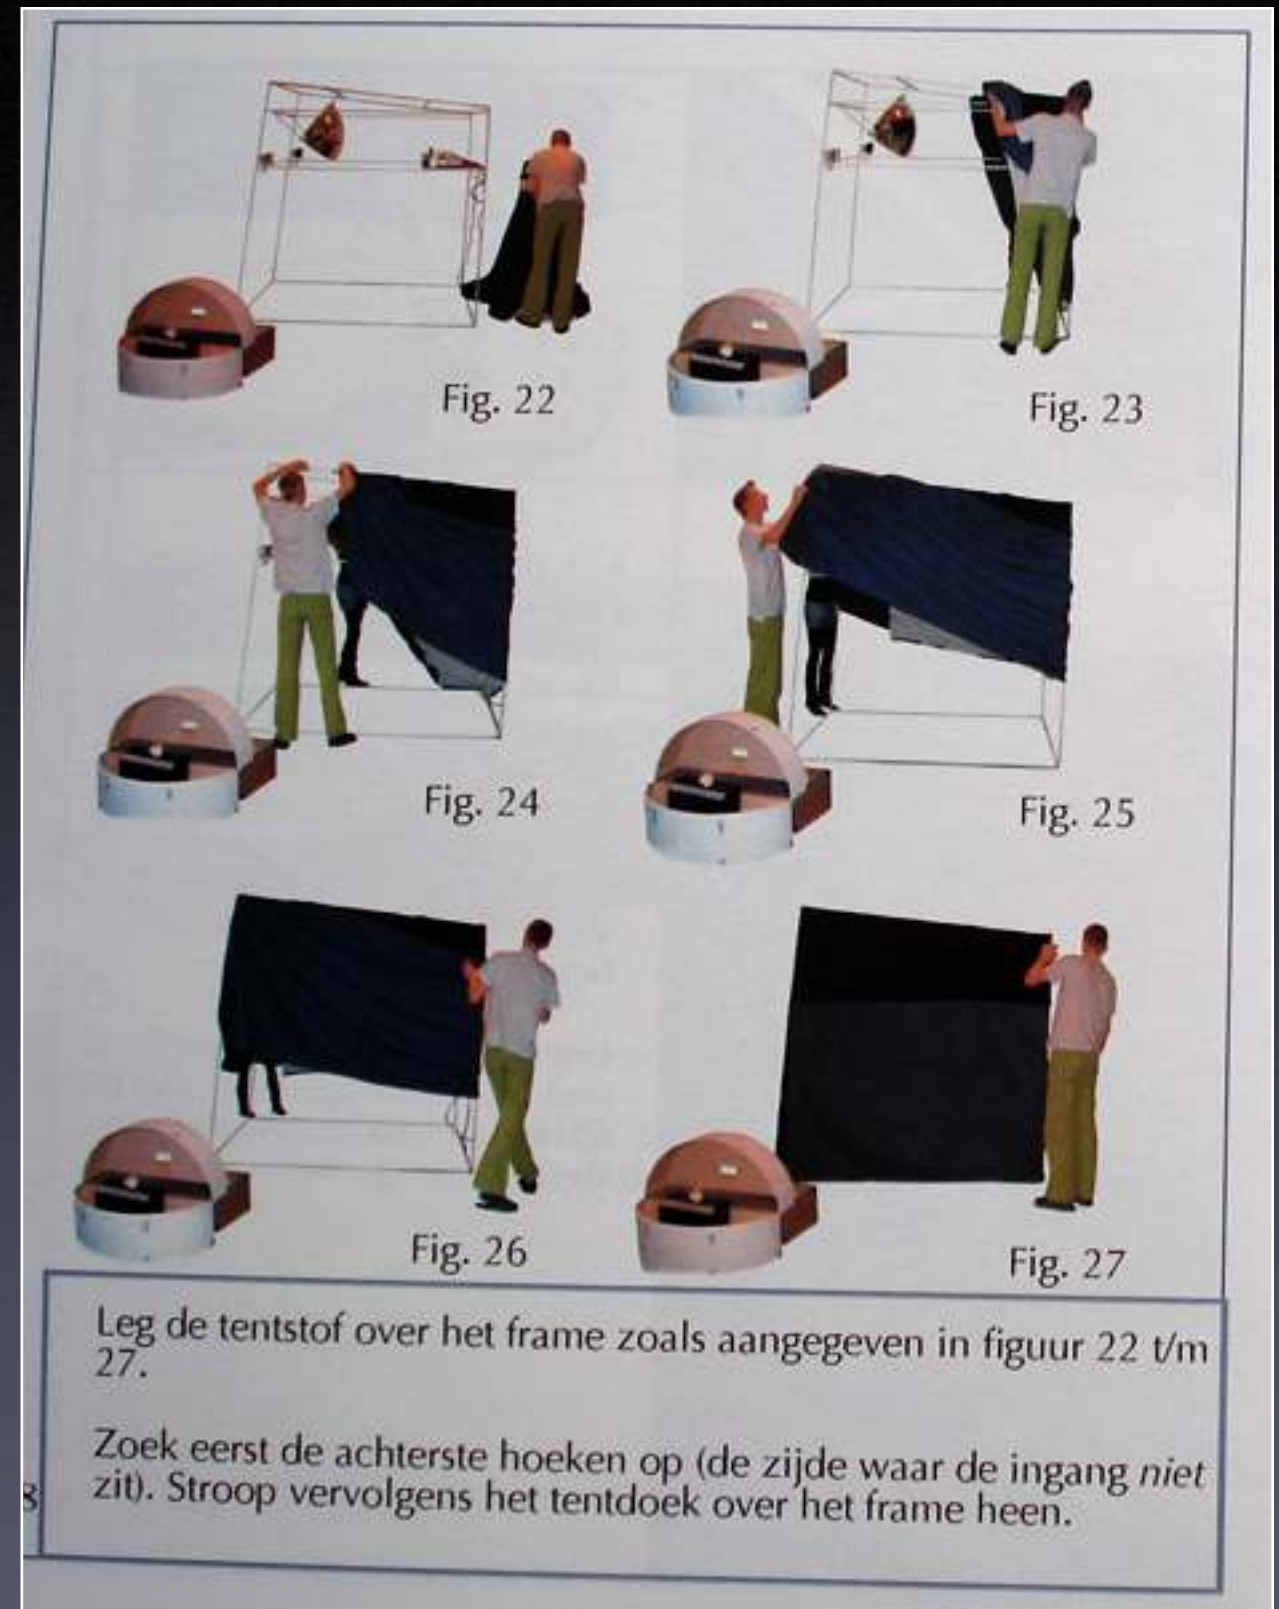 Fig. 22
Fig. 23
Fig. 24
Fig. 25
Fig. 26
Fig. 27
Leg de tentstof over het frame zoals aangegeven in figuur 22 t/m
27.
Zoek eerst de achterste hoeken op (de zijde waar de ingang niet
zit). Stroop vervolgens het tentdoek over het frame heen.
8